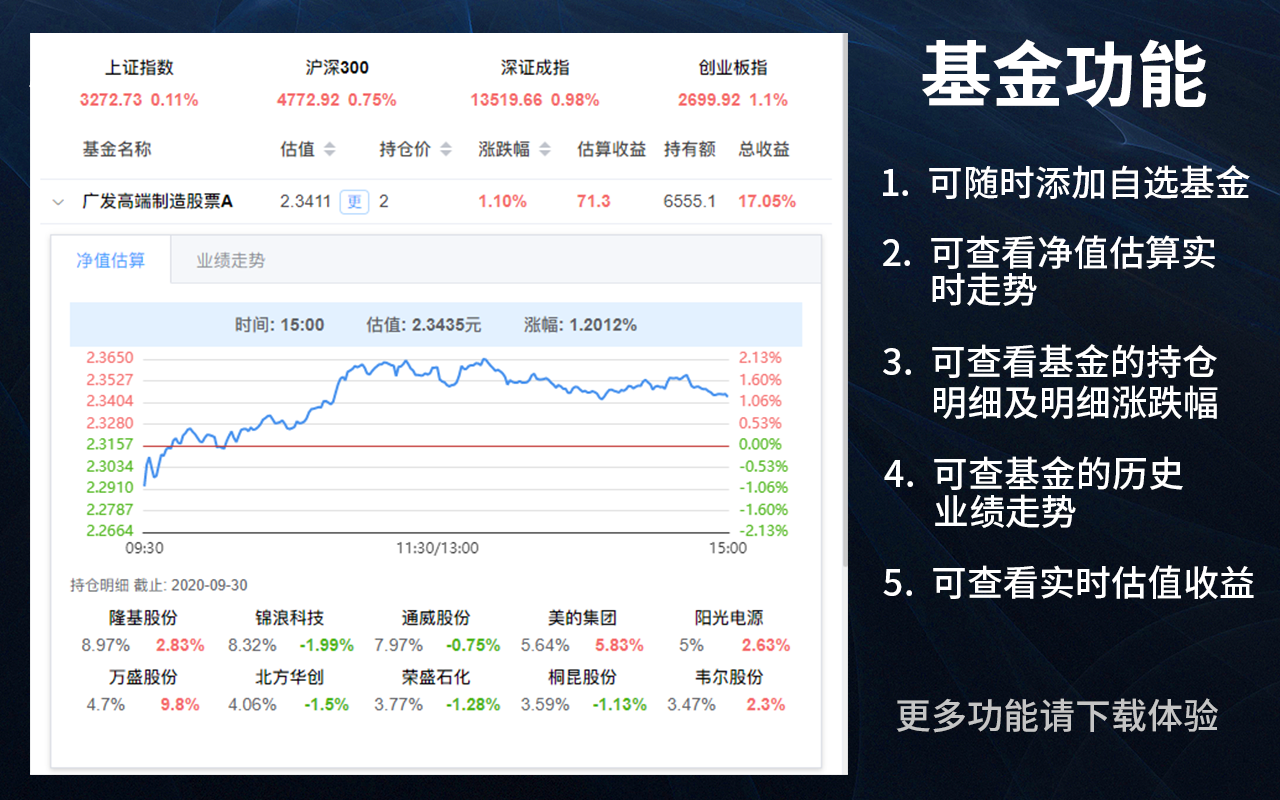 上证指数 沪深300 深证成指 创业板指
3272.73 0.11% 4772.92 0.75% 13519.66 0.98% 2699.92 1.1%
基金名称 估值 持仓价 涨跌幅 估算收益 持有额 总收益
广发高端制造股票A 2.3411 更 2 1.10% 71.3 6555.1 17.05%
净值估算 业绩走势
时间: 15:00 估值: 2.3435元 涨幅: 1.2012%
2.3650 2.13%
2.3527 1.60%
2.3404 1.06%
2.3280 0.53%
2.3157 0.00%
2.3034 -0.53%
2.2910 -1.06%
2.2787 -1.60%
2.2664 -2.13%
09:30 11:30/13:00 15:00
持仓明细 截止: 2020-09-30
隆基股份 锦浪科技 通威股份 美的集团 阳光电源
8.97% 2.83% 8.32% -1.99% 7.97% -0.75% 5.64% 5.83% 5% 2.63%
万盛股份 北方华创 荣盛石化 桐昆股份 韦尔股份
4.7% 9.8% 4.06% -1.5% 3.77% -1.28% 3.59% -1.13% 3.47% 2.3%
基金功能
1. 可随时添加自选基金
2. 可查看净值估算实
时走势
3. 可查看基金的持仓
明细及明细涨跌幅
4. 可查基金的历史
业绩走势
5. 可查看实时估值收益
更多功能请下载体验